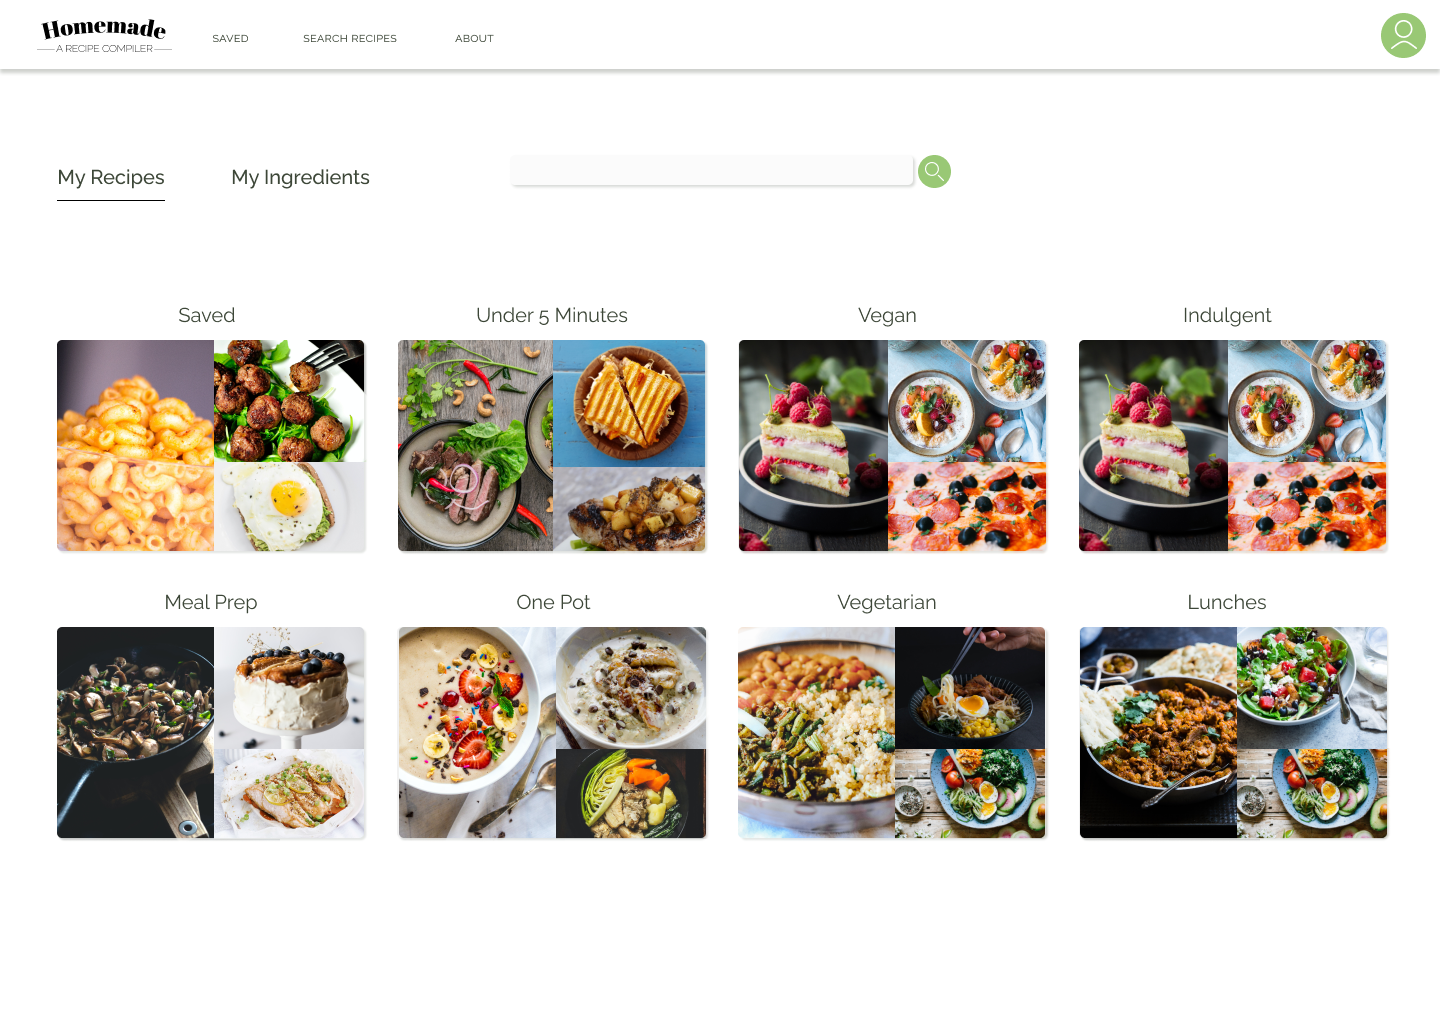 Homemade
A RECIPE COMPILER
SAVED
SEARCH RECIPES
ABOUT
My Recipes
My Ingredients
Saved
Under 5 Minutes
Vegan
Indulgent
Meal Prep
One Pot
Vegetarian
Lunches